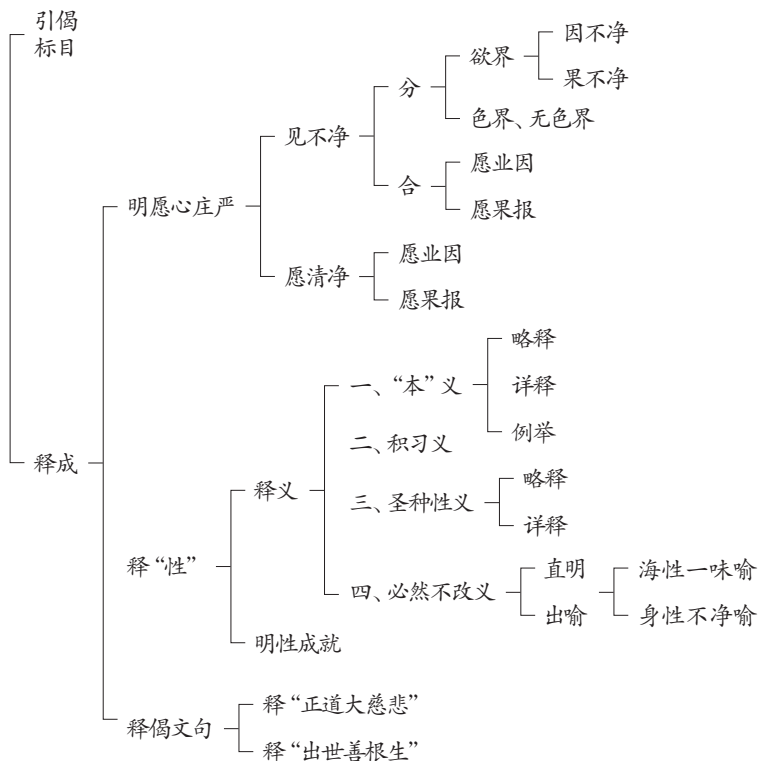 引偈
标目
释成
明愿心庄严
见不净
分
欲界
因不净
果不净
色界、无色界
合
愿业因
愿果报
愿清净
愿业因
愿果报
释“性”
释义
一、“本”义
略释
详释
例举
二、积习义
三、圣种性义
略释
详释
四、必然不改义
直明
出喻
海性一味喻
身性不净喻
明性成就
释偈文句
释“正道大慈悲”
释“出世善根生”